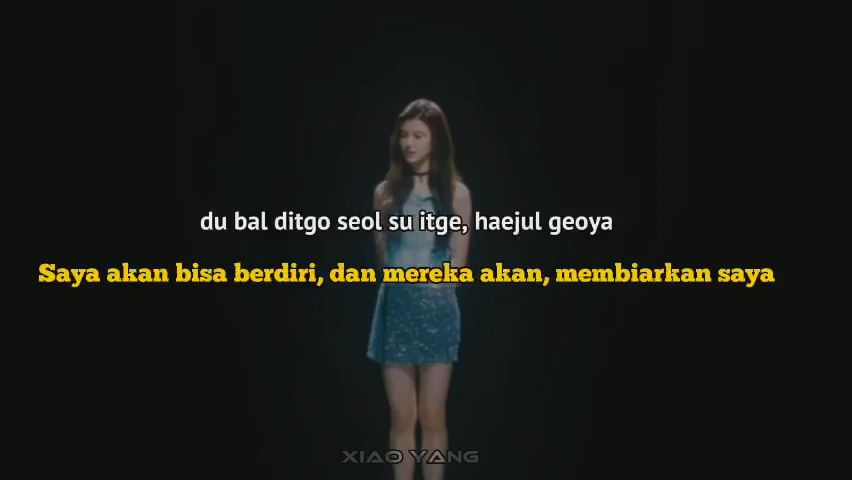 du bal ditgo seol su itge, haejul geoya
Saya akan bisa berdiri, dan mereka akan, membiarkan saya
XIAO YANG